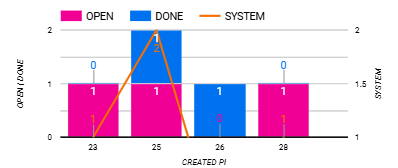 OPEN DONE SYSTEM
2 2
0 1 2 0
1 1 1 1 1.5
1 1
0 1
23 25 26 28
CREATED PI
OPEN | DONE
SYSTEM